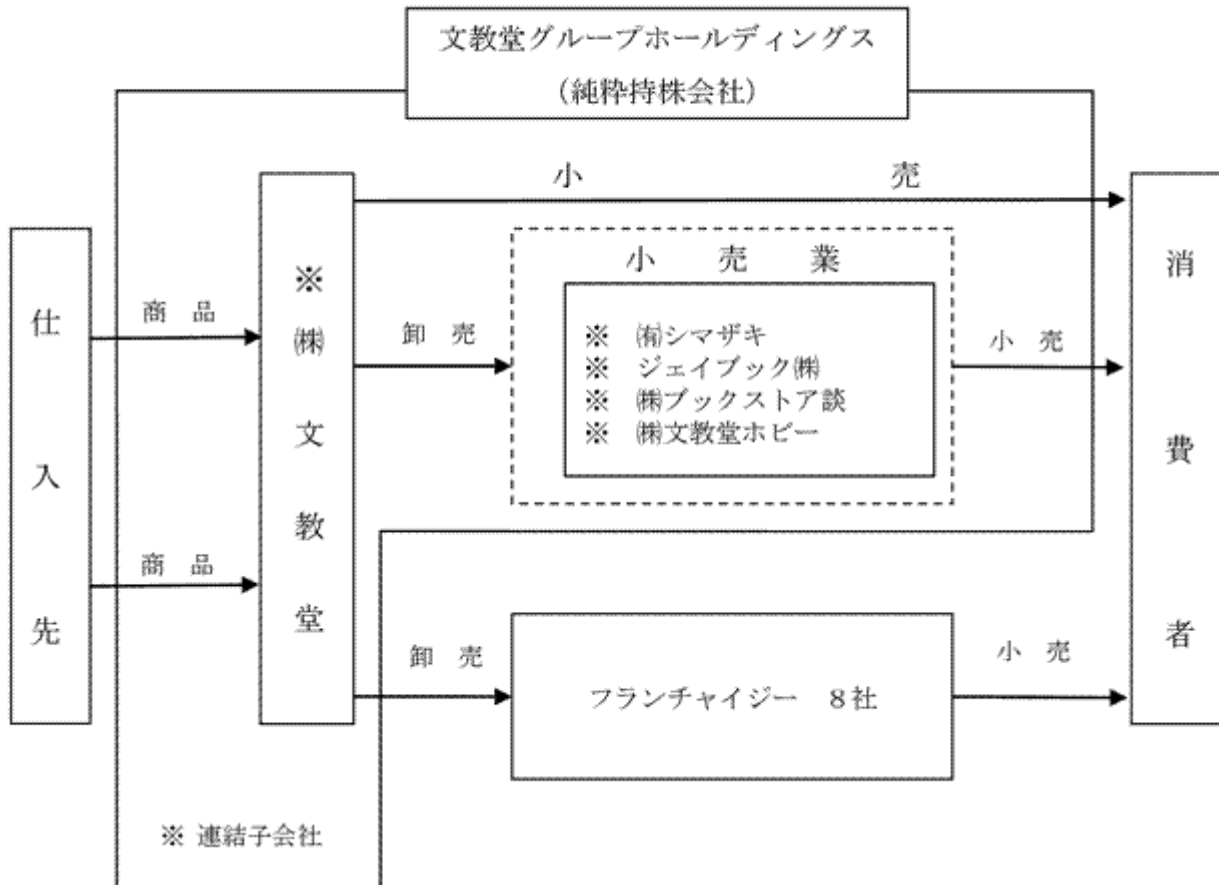 文教堂グループホールディングス
（純粋持株会社）
小　売
仕入先
商品
商品
※㈱文教堂
卸売
小売業
※　㈲シマザキ
※　ジェイブック㈱
※　㈱ブックストア談
※　㈱文教堂ホビー
小売
卸売
フランチャイジー　８社
小売
消費者
※ 連結子会社